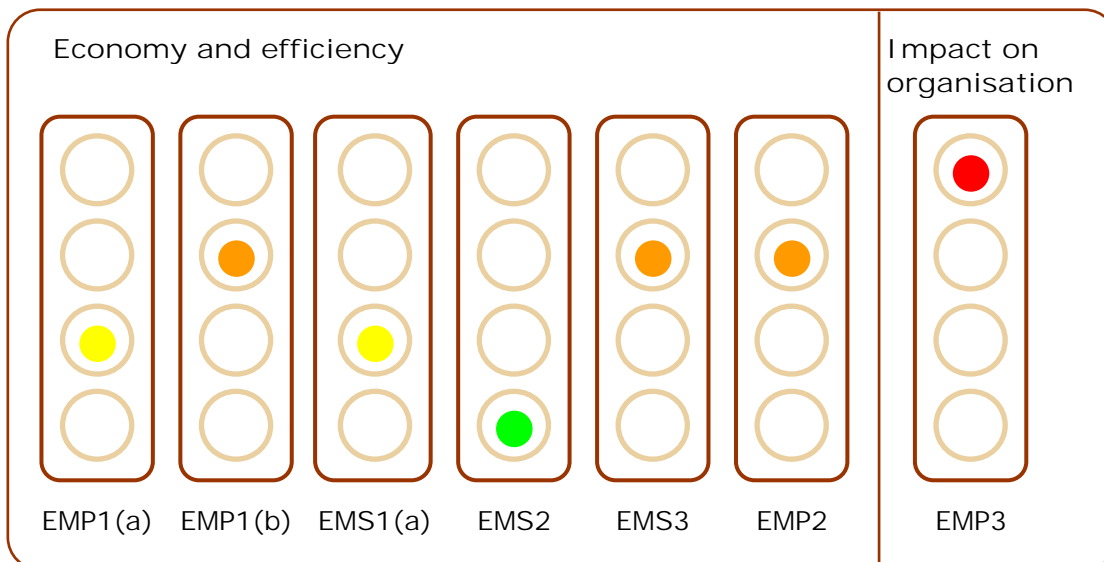 Economy and efficiency
Impact on
organisation
EMP1(a) EMP1(b) EMS1(a) EMS2 EMS3 EMP2 EMP3